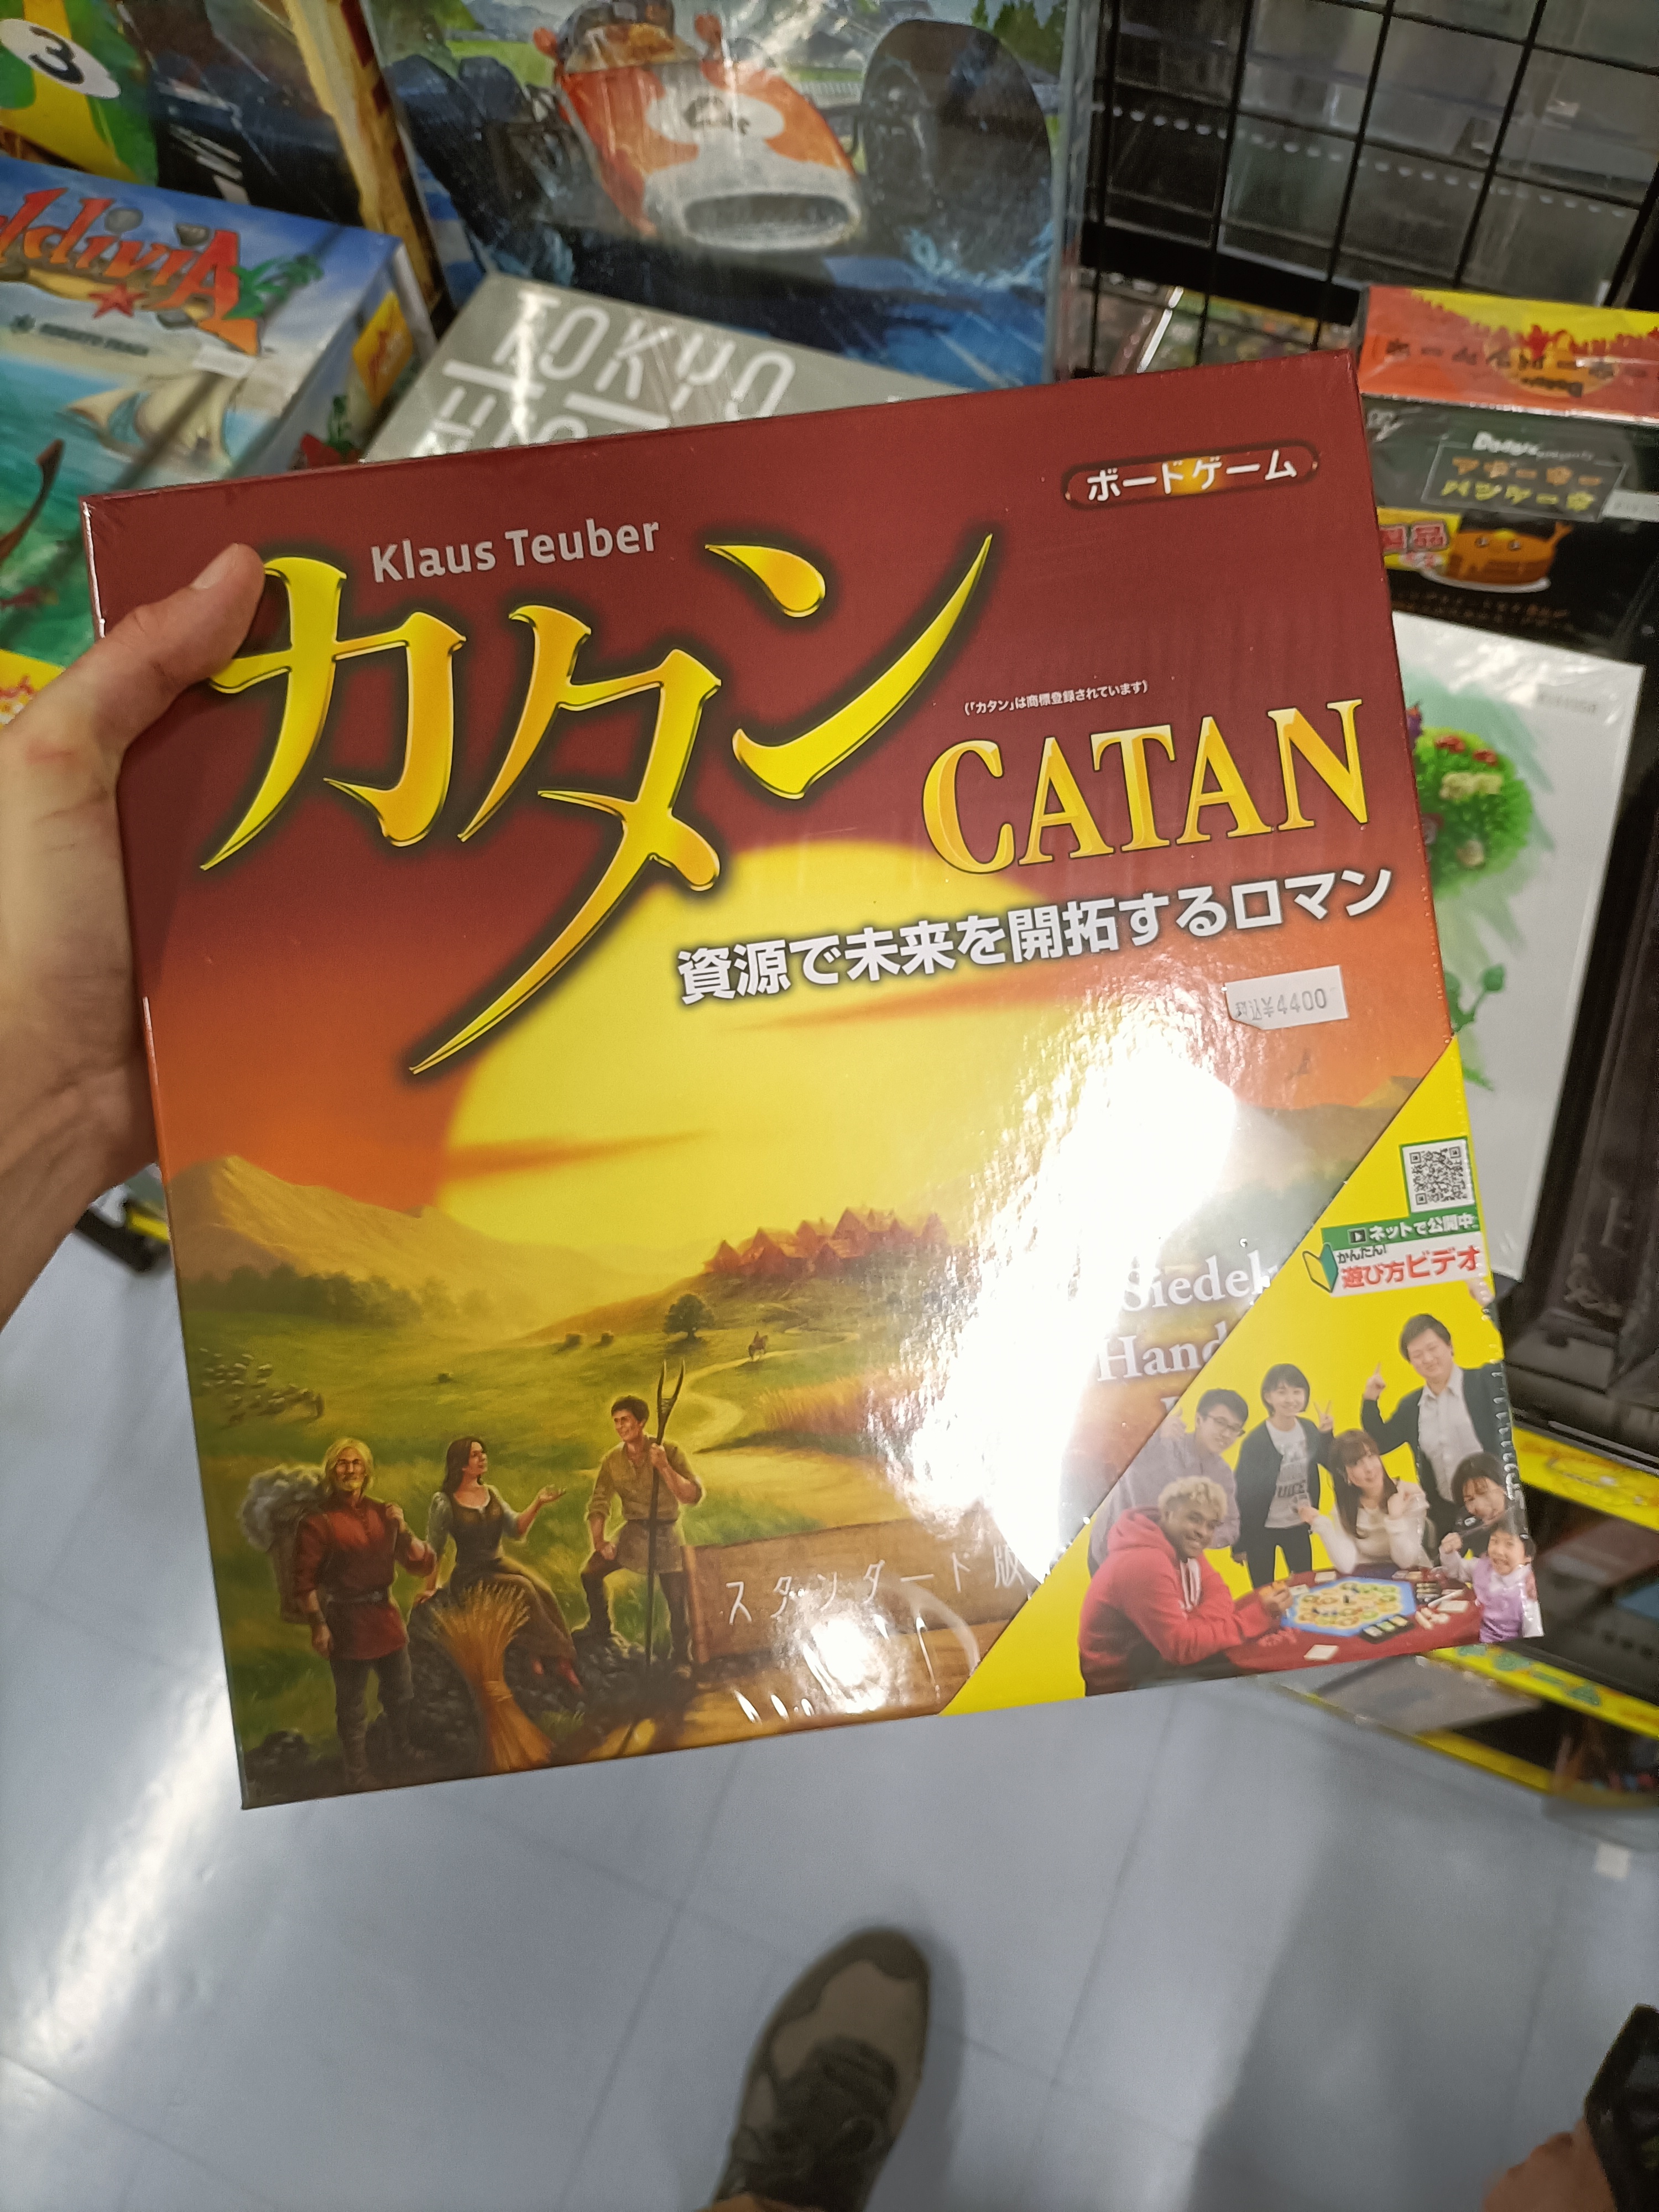 3
TOKYO
ボードゲーム
Klaus Teuber
カタン
(「カタン」は商標登録されています)
CATAN
資源で未来を開拓するロマン
税込¥4400
Siedel
Hand
ネットで公開中
かんたん!
遊び方ビデオ
スタンダード版